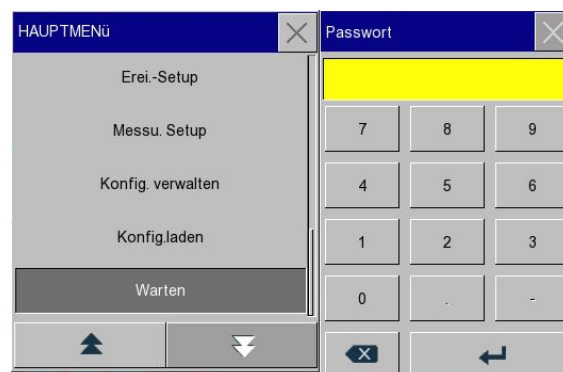 HAUPTMENü
Erei.-Setup
Messu. Setup
Konfig. verwalten
Konfig.laden
Warten
Passwort
7 8 9
4 5 6
1 2 3
0 . -